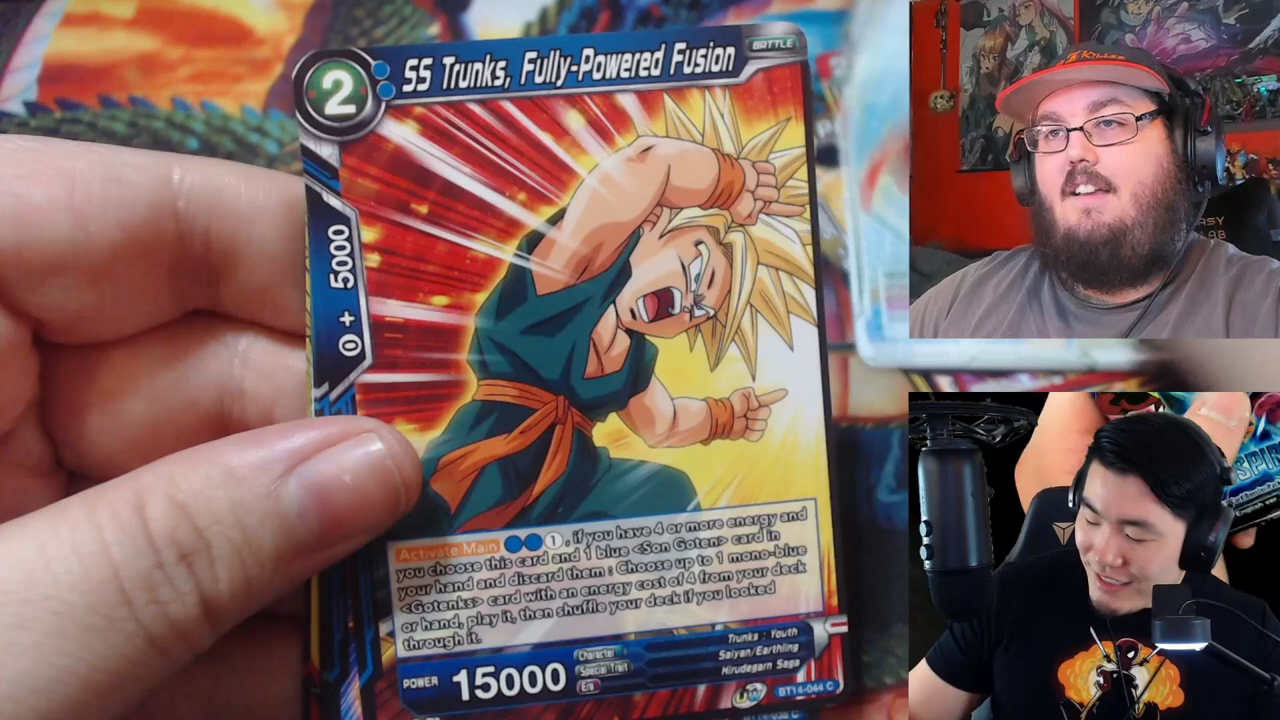 2
SS Trunks, Fully-Powered Fusion
BATTLE
0 + 5000
Activate Main 1, if you have 4 or more energy and
you choose this card and 1 blue <Son Goten> card in
your hand and discard them : Choose up to 1 mono-blue
<Gotenks> card with an energy cost of 4 from your deck
or hand, play it, then shuffle your deck if you looked
through it.
POWER 15000
Character
Special Trait
Era
Trunks : Youth
Saiyan/Earthling
Hirudegarn Saga
BT14-044 C
KILLER
SPIR